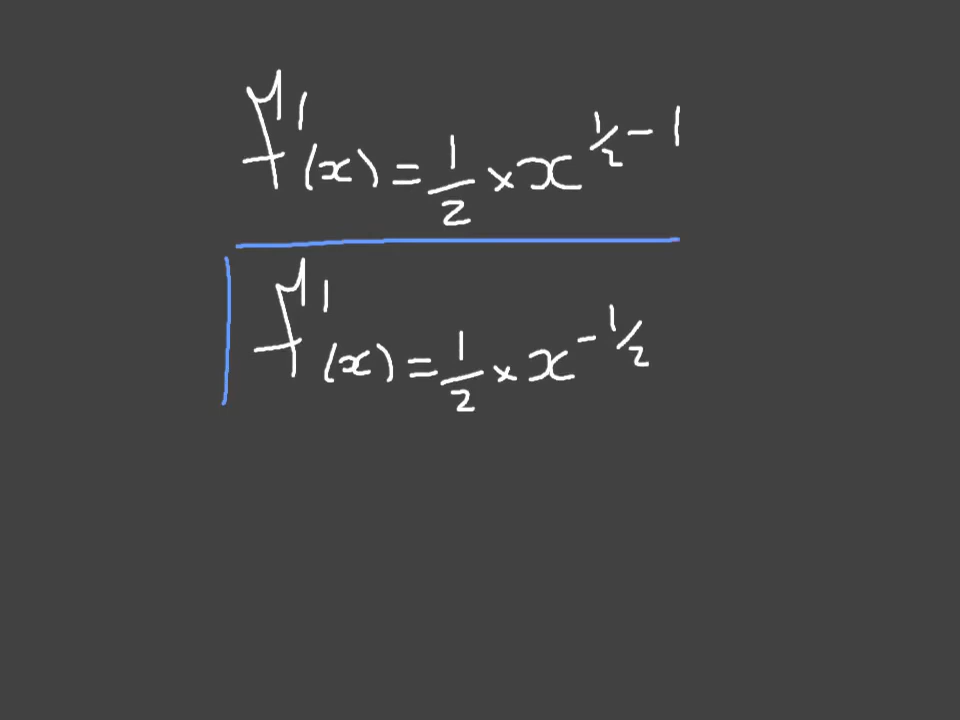 f'(x) = 1/2 × x^(1/2 - 1)
f'(x) = 1/2 × x^(-1/2)